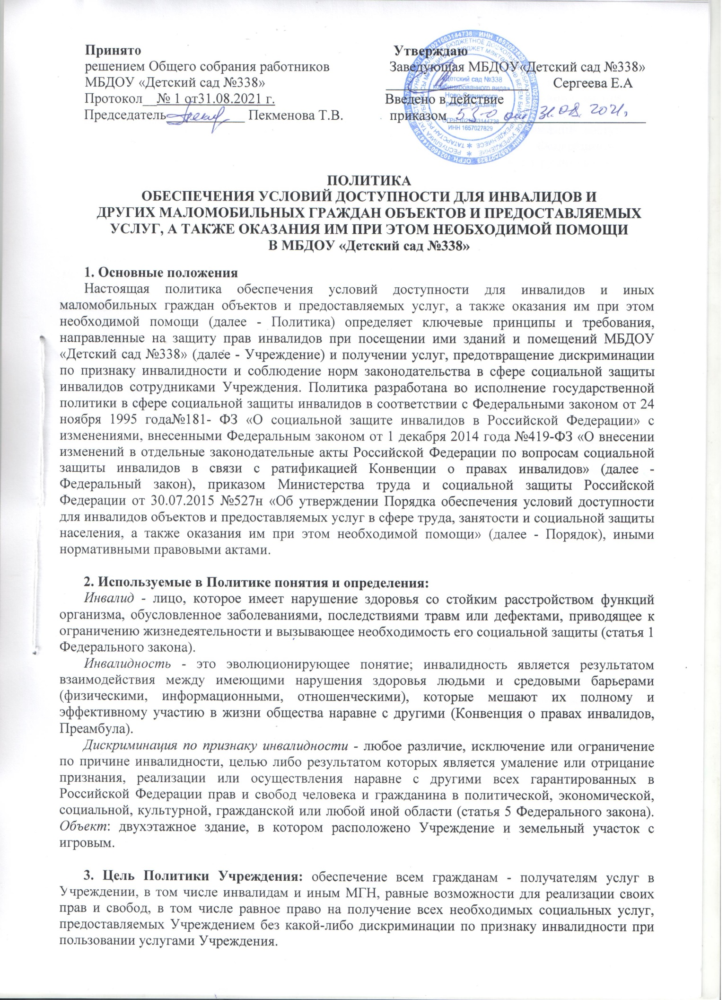 Принято
решением Общего собрания работников
МБДОУ «Детский сад №338»
Протокол __№ 1 от31.08.2021 г.
Председатель____________ Пекменова Т.В.
Утверждаю
Заведующая МБДОУ«Детский сад №338»
____________________ Сергеева Е.А
Введено в действие
приказом 53-о от 31.08.2021,
«Детский сад №338
комбинированного вида»
Ново-Савинского
района г. Казани
ОГРН 1021603144738
ИНН 1657027829
ПОЛИТИКА
ОБЕСПЕЧЕНИЯ УСЛОВИЙ ДОСТУПНОСТИ ДЛЯ ИНВАЛИДОВ И
ДРУГИХ МАЛОМОБИЛЬНЫХ ГРАЖДАН ОБЪЕКТОВ И ПРЕДОСТАВЛЯЕМЫХ
УСЛУГ, А ТАКЖЕ ОКАЗАНИЯ ИМ ПРИ ЭТОМ НЕОБХОДИМОЙ ПОМОЩИ
В МБДОУ «Детский сад №338»
1. Основные положения
Настоящая политика обеспечения условий доступности для инвалидов и иных
маломобильных граждан объектов и предоставляемых услуг, а также оказания им при этом
необходимой помощи (далее - Политика) определяет ключевые принципы и требования,
направленные на защиту прав инвалидов при посещении ими зданий и помещений МБДОУ
«Детский сад №338» (далее - Учреждение) и получении услуг, предотвращение дискриминации
по признаку инвалидности и соблюдение норм законодательства в сфере социальной защиты
инвалидов сотрудниками Учреждения. Политика разработана во исполнение государственной
политики в сфере социальной защиты инвалидов в соответствии с Федеральными законом от 24
ноября 1995 года№181- ФЗ «О социальной защите инвалидов в Российской Федерации» с
изменениями, внесенными Федеральным законом от 1 декабря 2014 года №419-ФЗ «О внесении
изменений в отдельные законодательные акты Российской Федерации по вопросам социальной
защиты инвалидов в связи с ратификацией Конвенции о правах инвалидов» (далее -
Федеральный закон), приказом Министерства труда и социальной защиты Российской
Федерации от 30.07.2015 №527н «Об утверждении Порядка обеспечения условий доступности
для инвалидов объектов и предоставляемых услуг в сфере труда, занятости и социальной защиты
населения, а также оказания им при этом необходимой помощи» (далее - Порядок), иными
нормативными правовыми актами.
2. Используемые в Политике понятия и определения:
Инвалид - лицо, которое имеет нарушение здоровья со стойким расстройством функций
организма, обусловленное заболеваниями, последствиями травм или дефектами, приводящее к
ограничению жизнедеятельности и вызывающее необходимость его социальной защиты (статья 1
Федерального закона).
Инвалидность - это эволюционирующее понятие; инвалидность является результатом
взаимодействия между имеющими нарушения здоровья людьми и средовыми барьерами
(физическими, информационными, отношенческими), которые мешают их полному и
эффективному участию в жизни общества наравне с другими (Конвенция о правах инвалидов,
Преамбула).
Дискриминация по признаку инвалидности - любое различие, исключение или ограничение
по причине инвалидности, целью либо результатом которых является умаление или отрицание
признания, реализации или осуществления наравне с другими всех гарантированных в
Российской Федерации прав и свобод человека и гражданина в политической, экономической,
социальной, культурной, гражданской или любой иной области (статья 5 Федерального закона).
Объект: двухэтажное здание, в котором расположено Учреждение и земельный участок с
игровым.
3. Цель Политики Учреждения: обеспечение всем гражданам - получателям услуг в
Учреждении, в том числе инвалидам и иным МГН, равные возможности для реализации своих
прав и свобод, в том числе равное право на получение всех необходимых социальных услуг,
предоставляемых Учреждением без какой-либо дискриминации по признаку инвалидности при
пользовании услугами Учреждения.